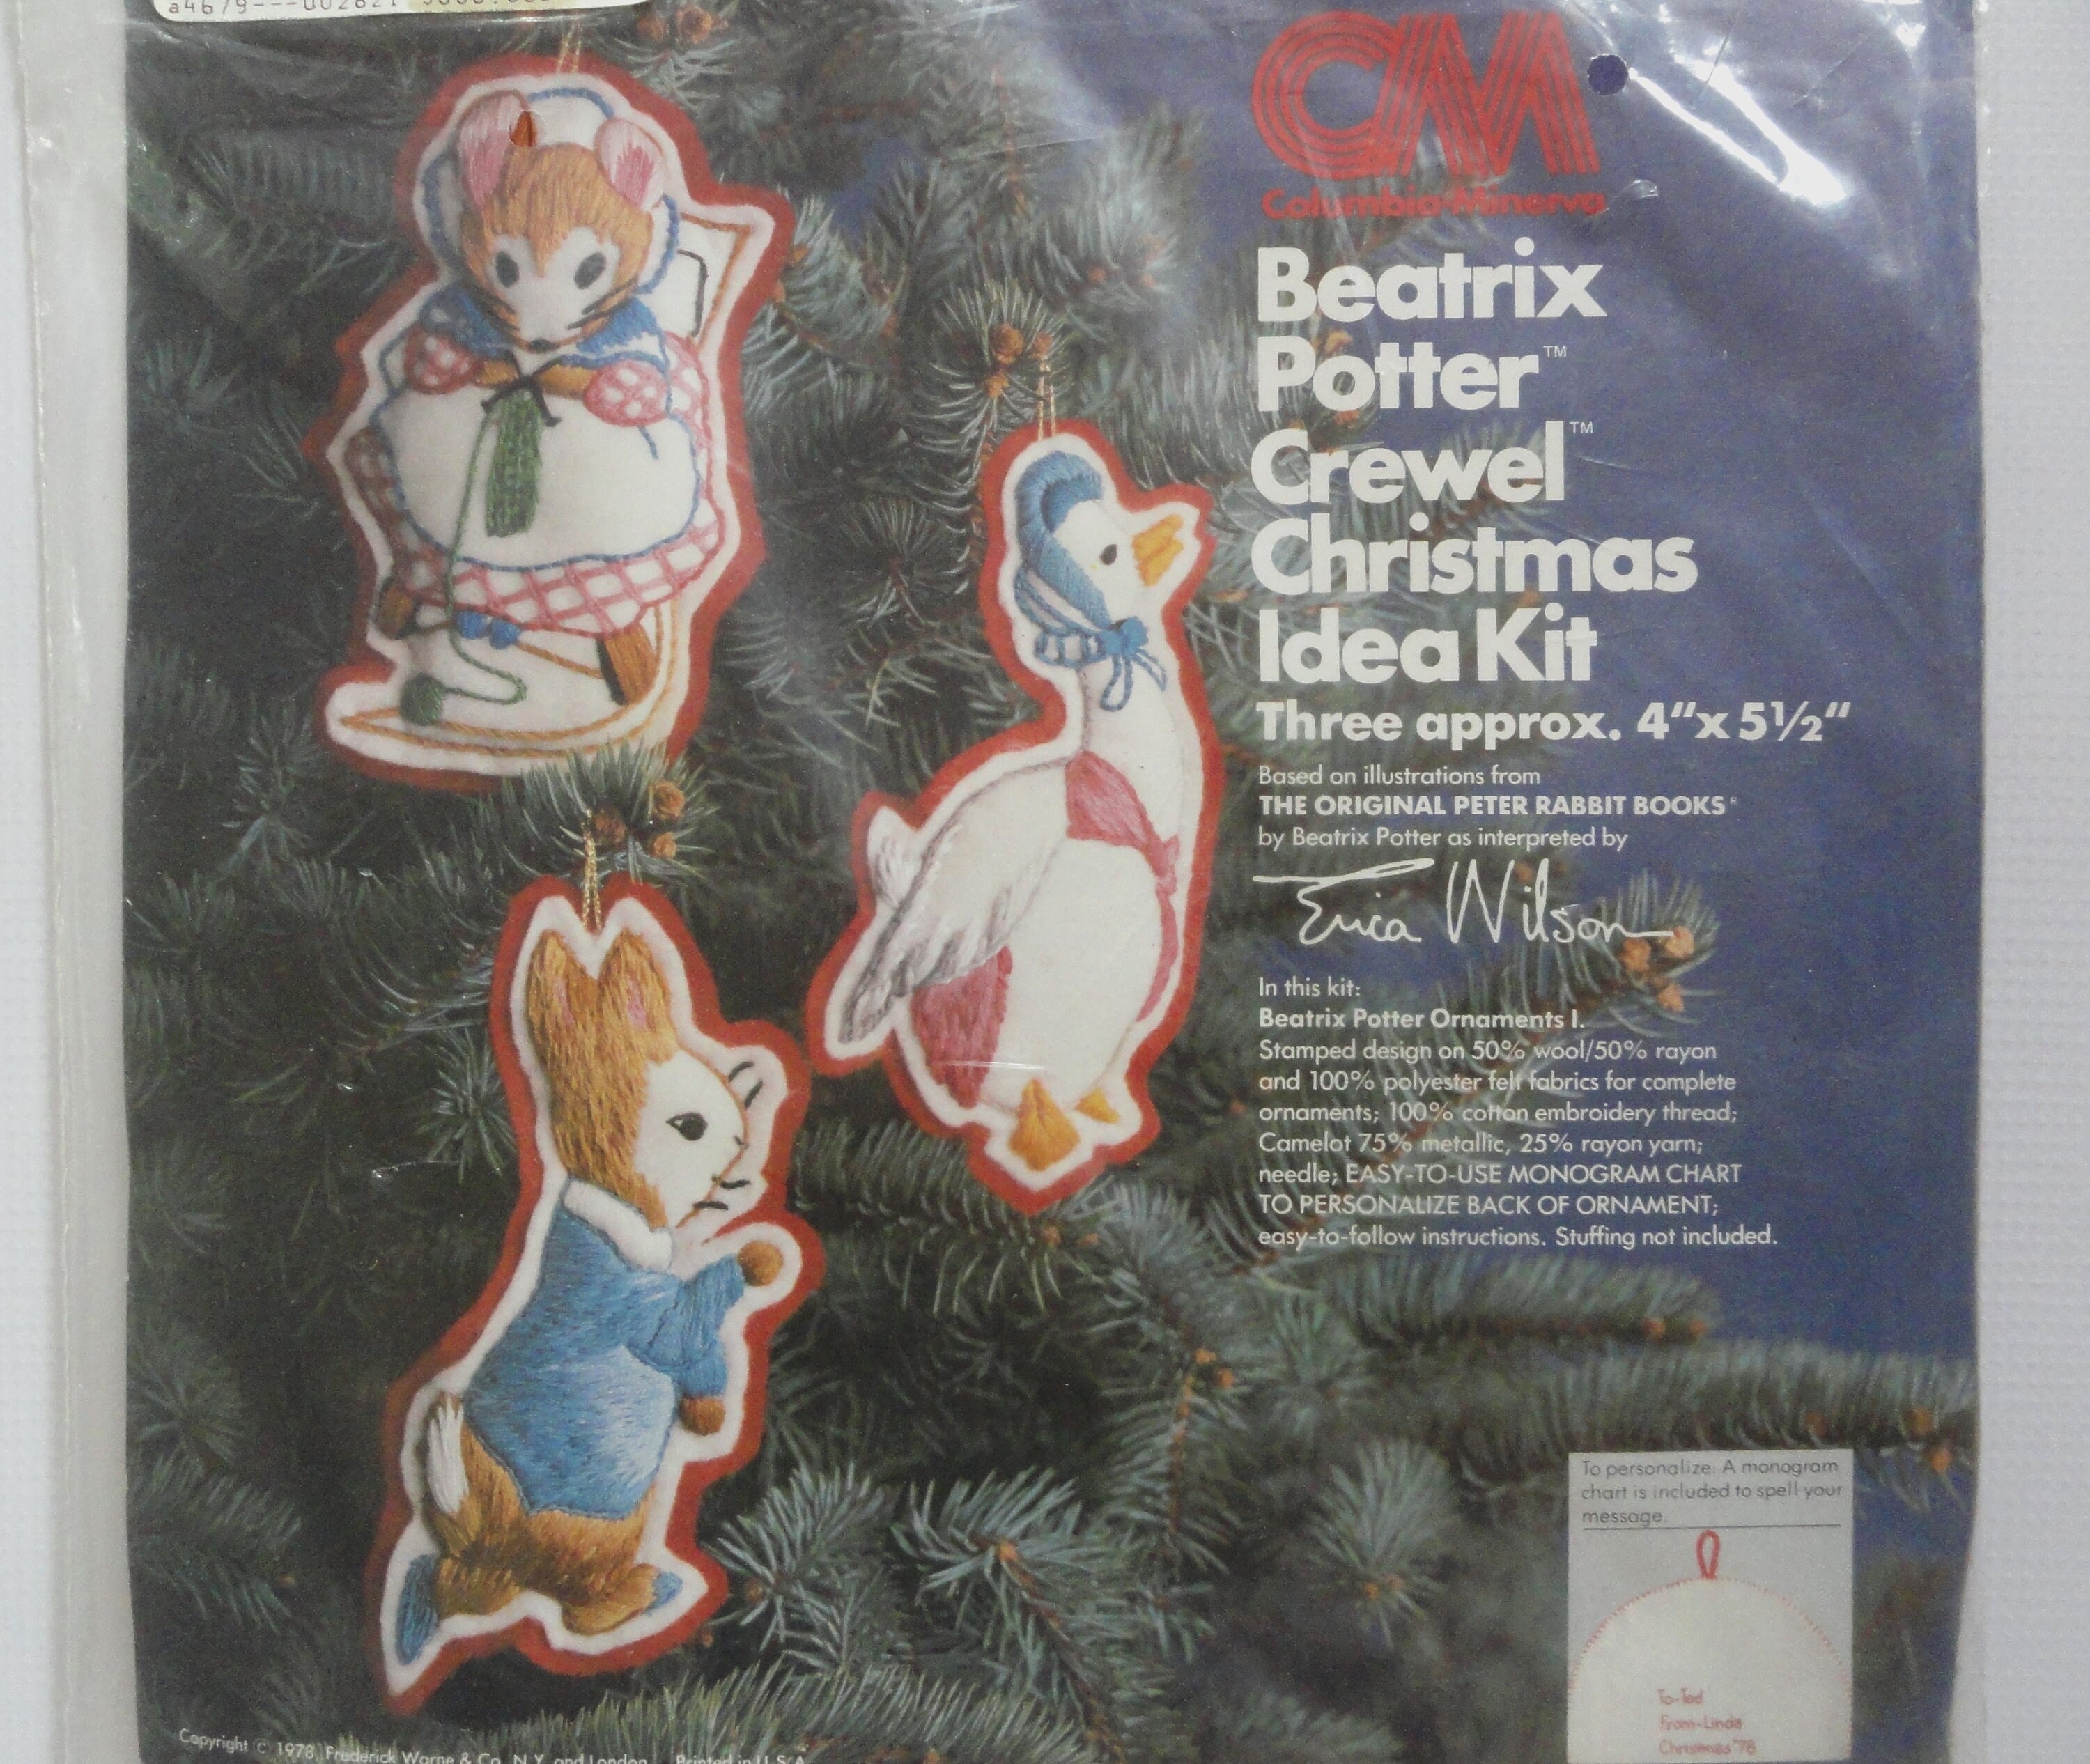 CM
Columbia-Minerva
Beatrix
Potter™
Crewel™
Christmas
Idea Kit
Three approx. 4"x 5½"
Based on illustrations from
THE ORIGINAL PETER RABBIT BOOKS®
by Beatrix Potter as interpreted by
Erica Wilson
In this kit:
Beatrix Potter Ornaments I.
Stamped design on 50% wool/50% rayon
and 100% polyester felt fabrics for complete
ornaments; 100% cotton embroidery thread;
Camelot 75% metallic, 25% rayon yarn;
needle; EASY-TO-USE MONOGRAM CHART
TO PERSONALIZE BACK OF ORNAMENT;
easy-to-follow instructions. Stuffing not included.
To personalize: A monogram
chart is included to spell your
message.
To-Ted
From-Linda
Christmas '78
Copyright © 1978, Frederick Warne & Co. N.Y. and London Printed in U.S.A.